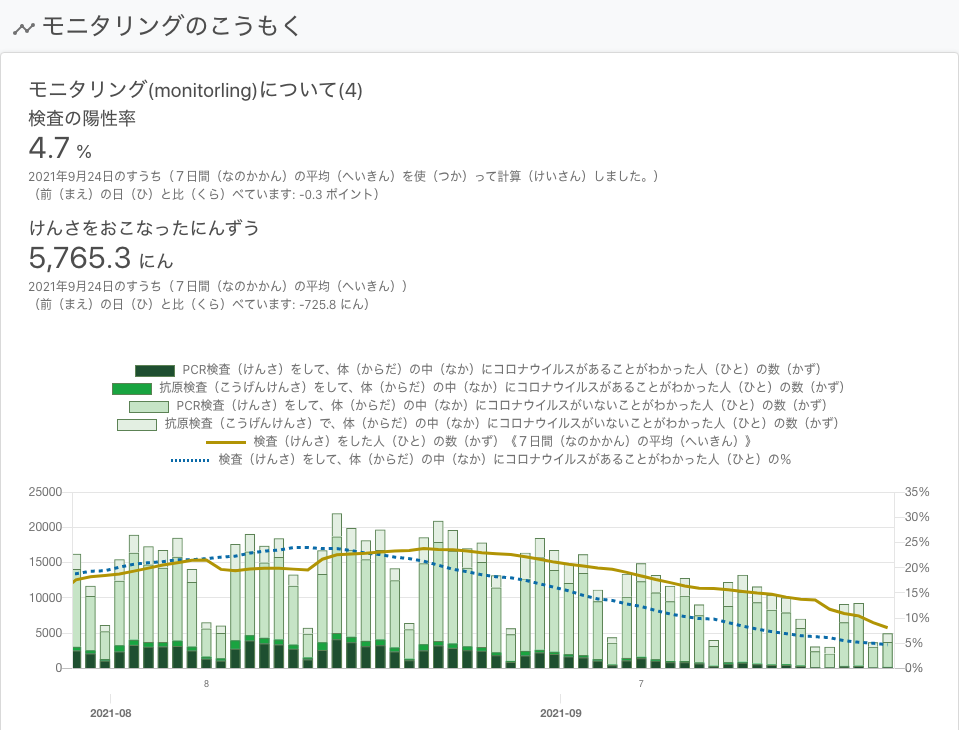 モニタリングのこうもく
モニタリング(monitorling)について(4)
検査の陽性率
4.7 %
2021年9月24日のすうち（７日間（なのかかん）の平均（へいきん）を使（つか）って計算（けいさん）しました。）
（前（まえ）の日（ひ）と比（くら）べています: -0.3 ポイント）
けんさをおこなったにんずう
5,765.3 にん
2021年9月24日のすうち（７日間（なのかかん）の平均（へいきん））
（前（まえ）の日（ひ）と比（くら）べています: -725.8 にん）
PCR検査（けんさ）をして、体（からだ）の中（なか）にコロナウイルスがあることがわかった人（ひと）の数（かず）
抗原検査（こうげんけんさ）をして、体（からだ）の中（なか）にコロナウイルスがあることがわかった人（ひと）の数（かず）
PCR検査（けんさ）をして、体（からだ）の中（なか）にコロナウイルスがいないことがわかった人（ひと）の数（かず）
抗原検査（こうげんけんさ）で、体（からだ）の中（なか）にコロナウイルスがいないことがわかった人（ひと）の数（かず）
検査（けんさ）をした人（ひと）の数（かず）《７日間（なのかかん）の平均（へいきん）》
検査（けんさ）をして、体（からだ）の中（なか）にコロナウイルスがあることがわかった人（ひと）の％
25000 35%
30%
20000
25%
15000 20%
15%
10000
10%
5000
5%
0 0%
8 7
2021-08 2021-09